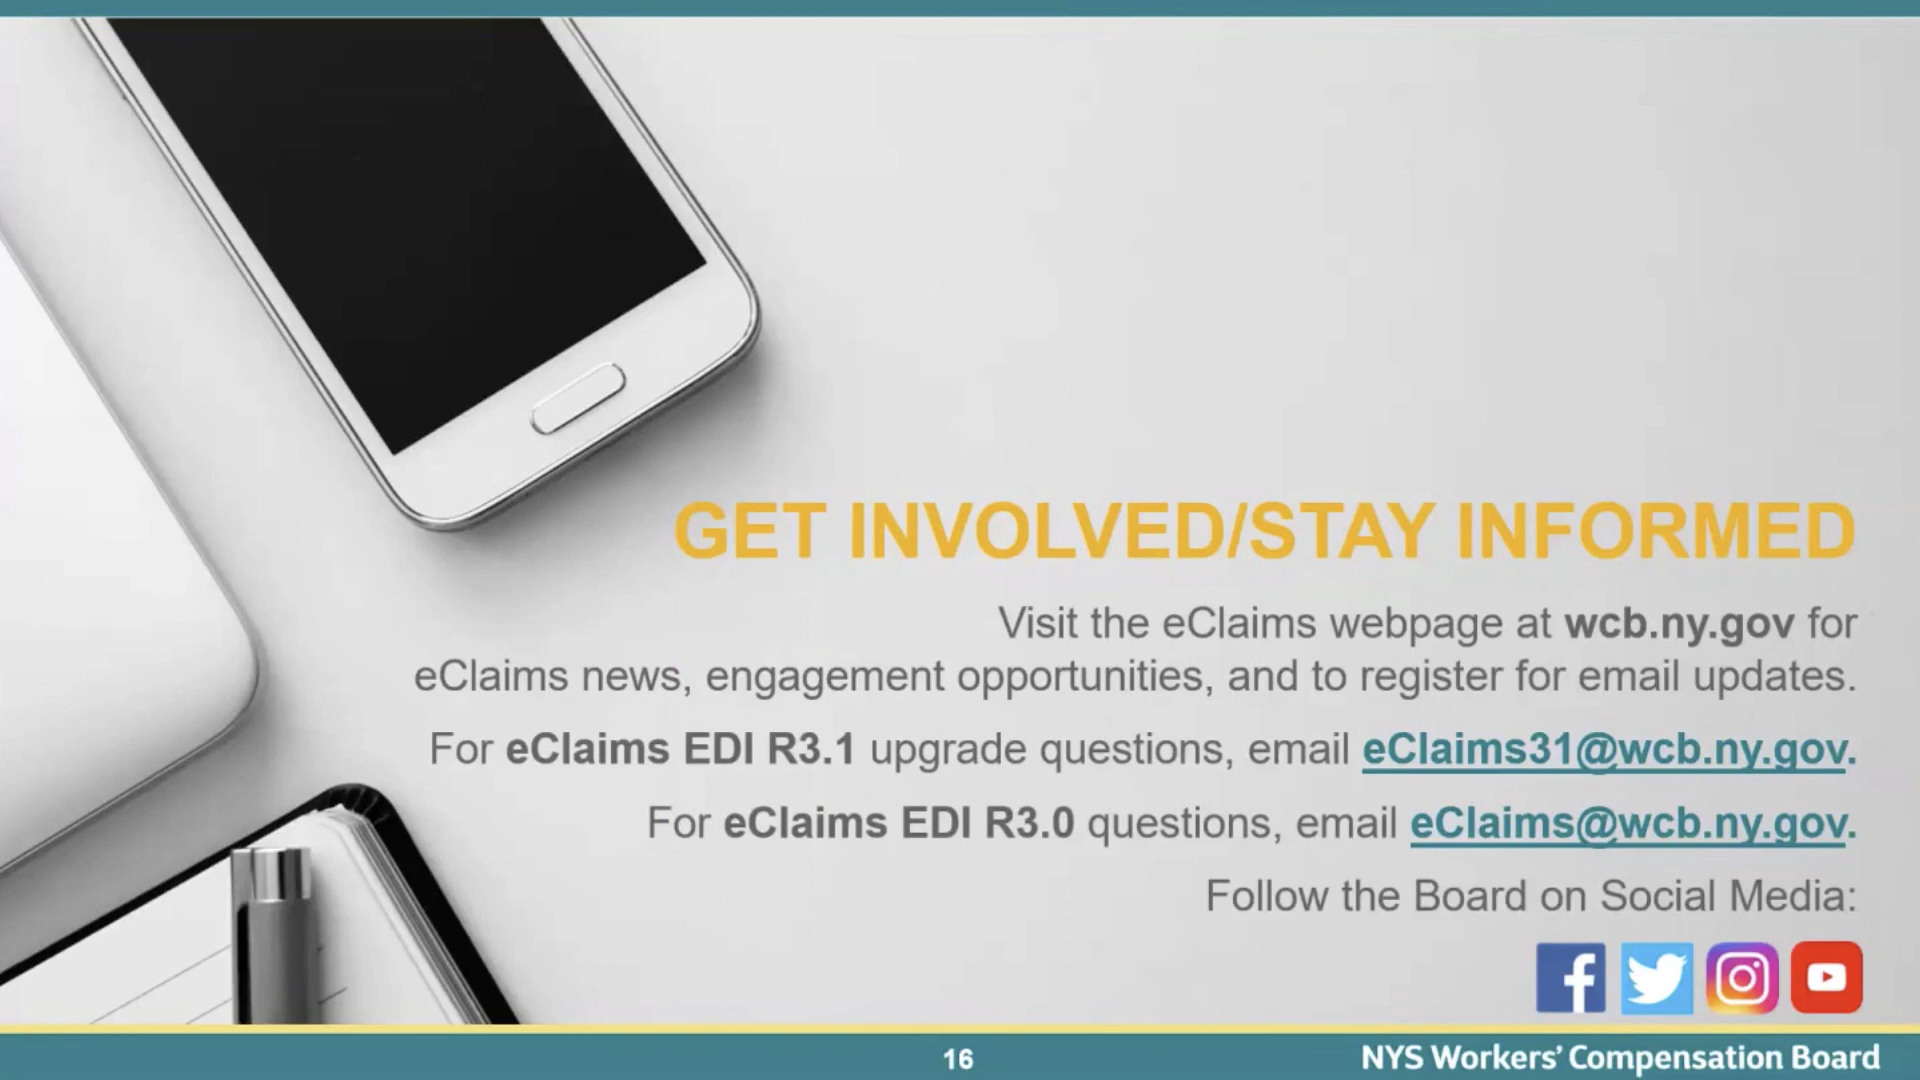 GET INVOLVED/STAY INFORMED
Visit the eClaims webpage at wcb.ny.gov for
eClaims news, engagement opportunities, and to register for email updates.
For eClaims EDI R3.1 upgrade questions, email eClaims31@wcb.ny.gov.
For eClaims EDI R3.0 questions, email eClaims@wcb.ny.gov.
Follow the Board on Social Media:
16
NYS Workers' Compensation Board